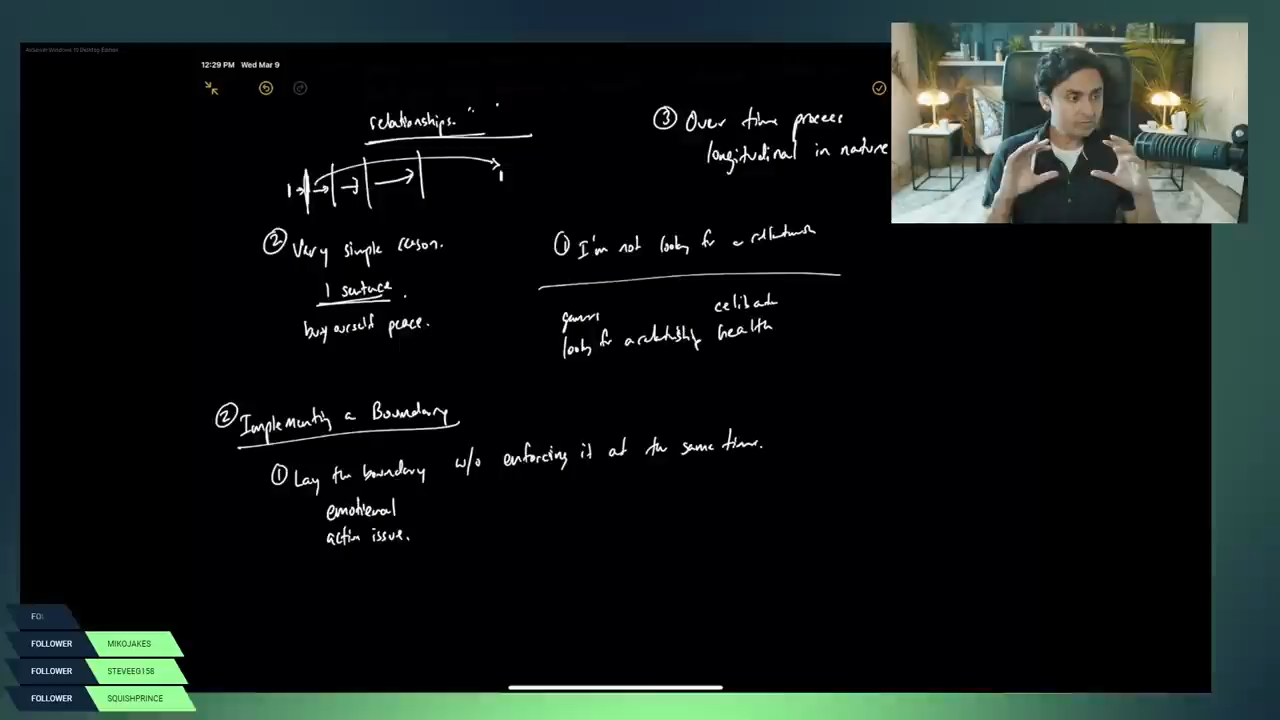 12:29 PM Wed Mar 9
relationships.
③ Over time process
longitudinal in nature
② Very simple reason.
1 sentence.
buy ourself peace.
① I'm not looking for a relationship
games
looking for a relationship
celibate
health
② Implementing a Boundary
① Lay the boundary w/o enforcing it at the same time.
emotional
action issue.
FOLLOWER MIKOJAKES
FOLLOWER STEVEEG156
FOLLOWER SQUISHPRINCE